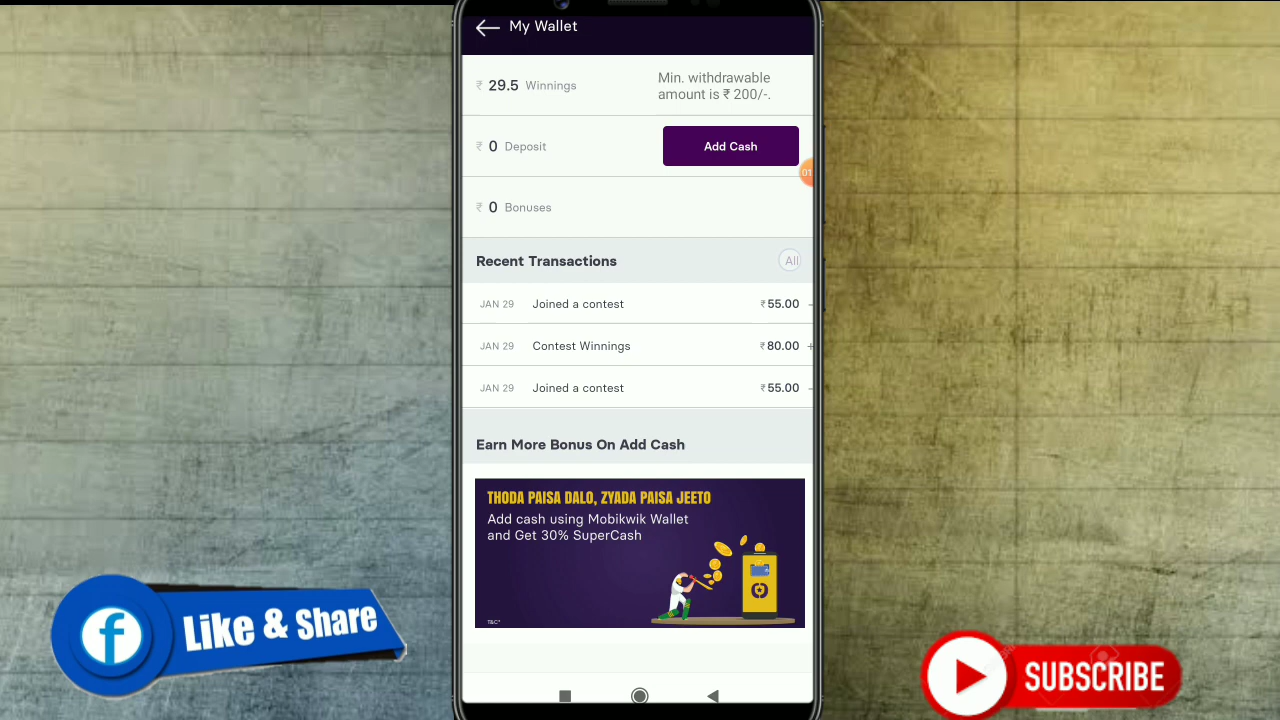 My Wallet
₹ 29.5 Winnings
Min. withdrawable
amount is ₹ 200/-.
₹ 0 Deposit
Add Cash
01
₹ 0 Bonuses
Recent Transactions
All
JAN 29 Joined a contest ₹55.00 -
JAN 29 Contest Winnings ₹80.00 +
JAN 29 Joined a contest ₹55.00 -
Earn More Bonus On Add Cash
THODA PAISA DALO, ZYADA PAISA JEETO
Add cash using Mobikwik Wallet
and Get 30% SuperCash
T&C*
f Like & Share
SUBSCRIBE